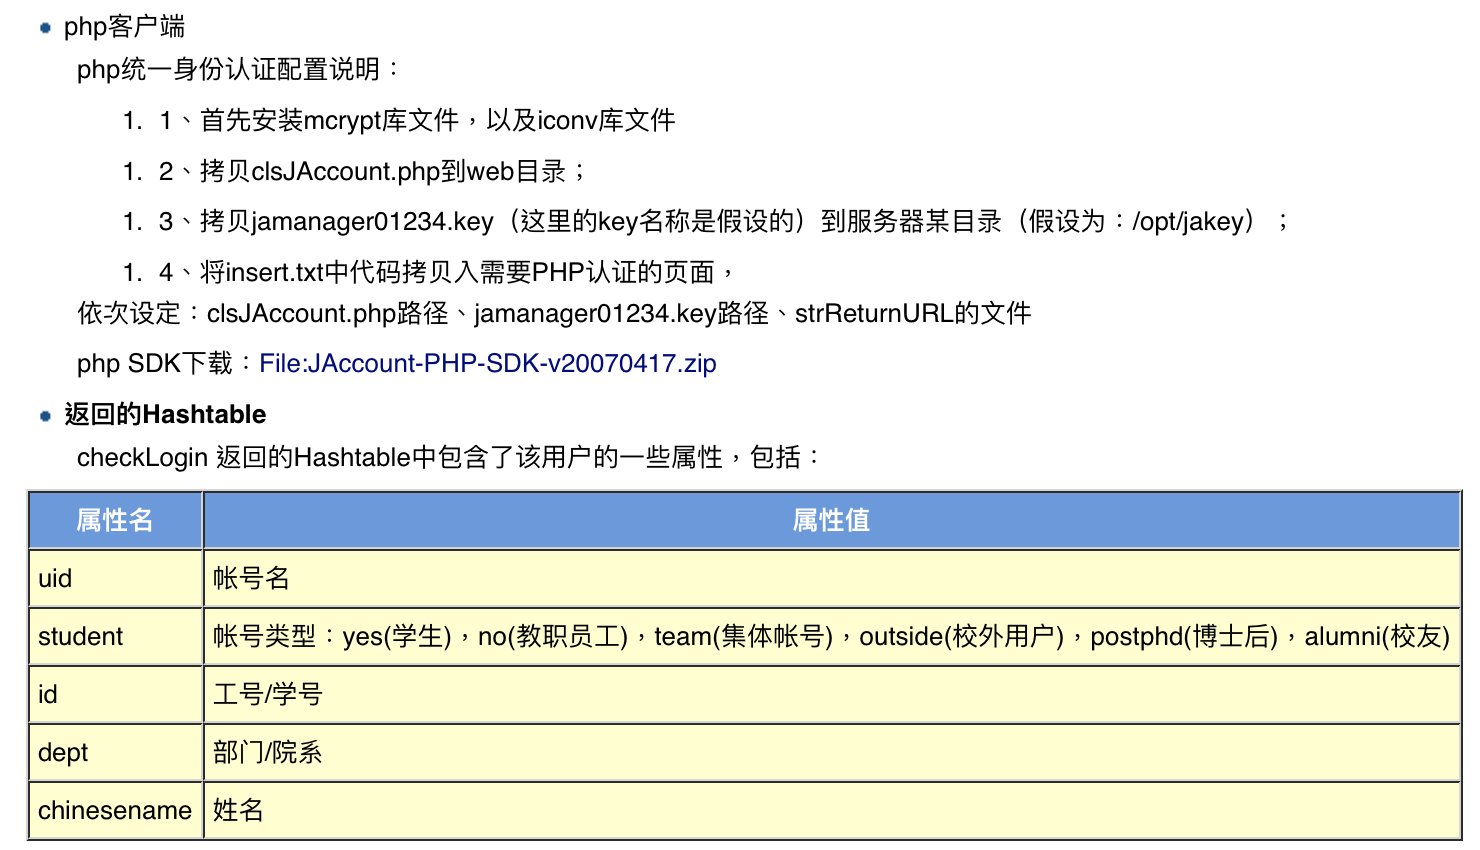 php客户端
php统一身份认证配置说明：
1. 1、首先安装mcrypt库文件，以及iconv库文件
1. 2、拷贝clsJAccount.php到web目录；
1. 3、拷贝jamanager01234.key（这里的key名称是假设的）到服务器某目录（假设为：/opt/jakey）；
1. 4、将insert.txt中代码拷贝入需要PHP认证的页面，
依次设定：clsJAccount.php路径、jamanager01234.key路径、strReturnURL的文件
php SDK下载：File:JAccount-PHP-SDK-v20070417.zip
返回的Hashtable
checkLogin 返回的Hashtable中包含了该用户的一些属性，包括：
属性名 属性值
uid 帐号名
student 帐号类型：yes(学生)，no(教职员工)，team(集体帐号)，outside(校外用户)，postphd(博士后)，alumni(校友)
id 工号/学号
dept 部门/院系
chinesename 姓名